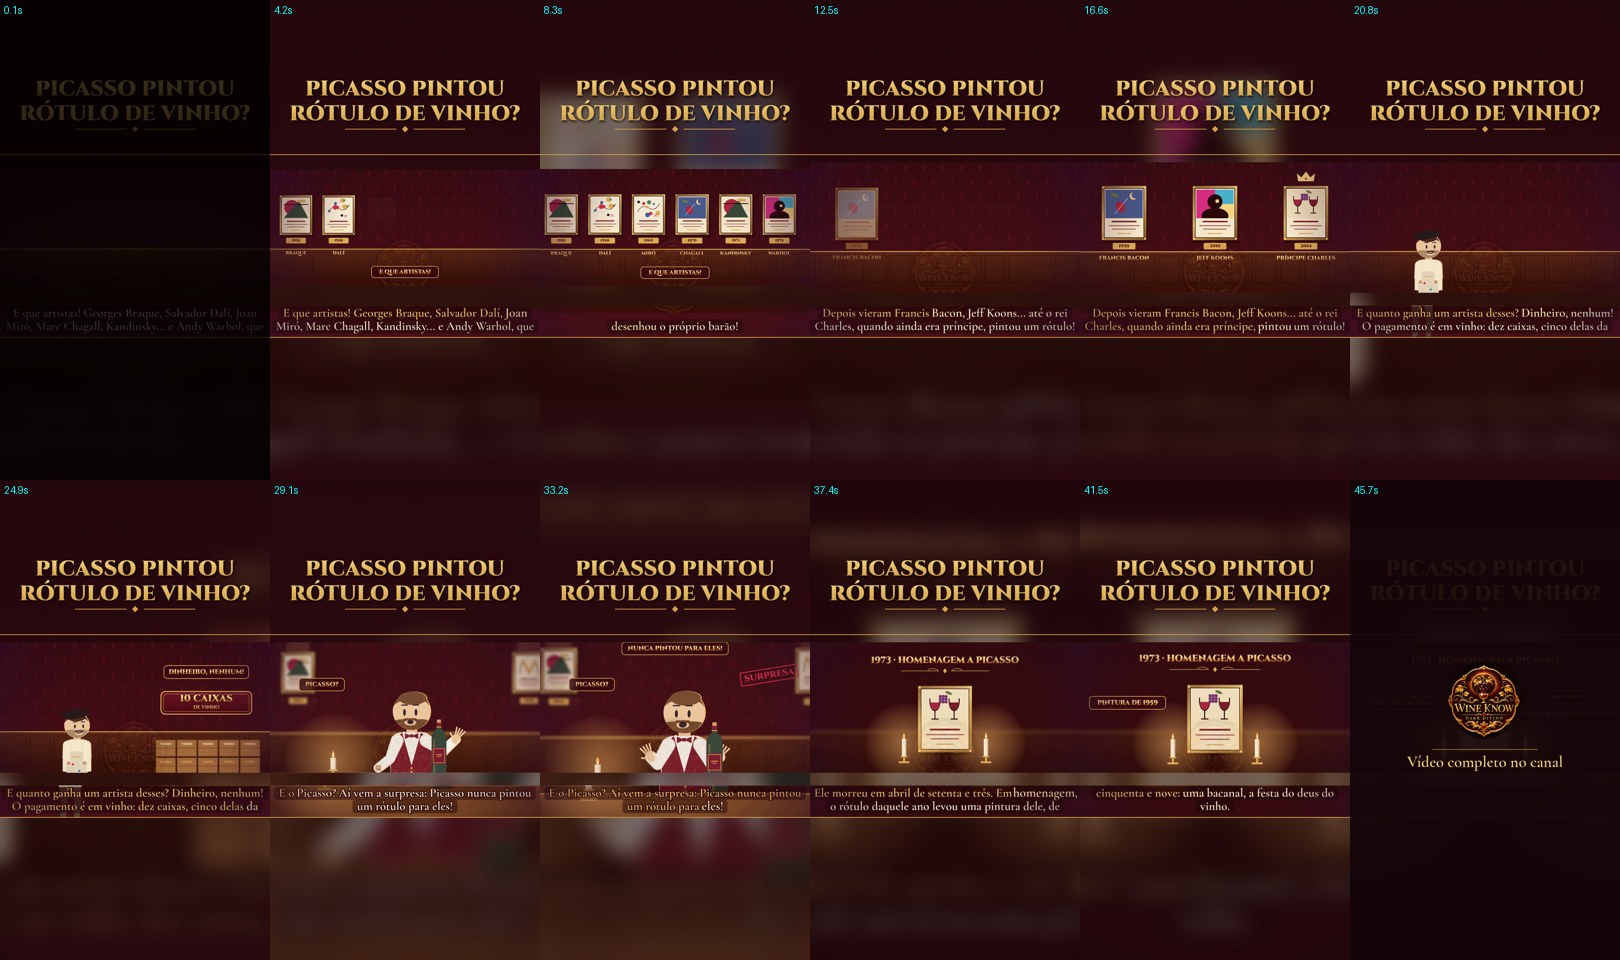 0.1s
PICASSO PINTOU
RÓTULO DE VINHO?
E que artistas! Georges Braque, Salvador Dalí, Joan
Miró, Marc Chagall, Kandinsky... e Andy Warhol, que
4.2s
PICASSO PINTOU
RÓTULO DE VINHO?
BRAQUE
DALÍ
E QUE ARTISTAS!
E que artistas! Georges Braque, Salvador Dalí, Joan
Miró, Marc Chagall, Kandinsky... e Andy Warhol, que
8.3s
PICASSO PINTOU
RÓTULO DE VINHO?
BRAQUE
DALÍ
MIRÓ
CHAGALL
KANDINSKY
WARHOL
E QUE ARTISTAS!
desenhou o próprio barão!
12.5s
PICASSO PINTOU
RÓTULO DE VINHO?
FRANCIS BACON
Depois vieram Francis Bacon, Jeff Koons... até o rei
Charles, quando ainda era príncipe, pintou um rótulo!
16.6s
PICASSO PINTOU
RÓTULO DE VINHO?
FRANCIS BACON
JEFF KOONS
2004
PRÍNCIPE CHARLES
Depois vieram Francis Bacon, Jeff Koons... até o rei
Charles, quando ainda era príncipe, pintou um rótulo!
20.8s
PICASSO PINTOU
RÓTULO DE VINHO?
E quanto ganha um artista desses? Dinheiro, nenhum!
O pagamento é em vinho: dez caixas, cinco delas da
24.9s
PICASSO PINTOU
RÓTULO DE VINHO?
DINHEIRO, NENHUM!
10 CAIXAS
DE VINHO
E quanto ganha um artista desses? Dinheiro, nenhum!
O pagamento é em vinho: dez caixas, cinco delas da
29.1s
PICASSO PINTOU
RÓTULO DE VINHO?
PICASSO?
E o Picasso? Aí vem a surpresa: Picasso nunca pintou
um rótulo para eles!
33.2s
PICASSO PINTOU
RÓTULO DE VINHO?
NUNCA PINTOU PARA ELES!
PICASSO?
SURPRESA
E o Picasso? Aí vem a surpresa: Picasso nunca pintou
um rótulo para eles!
37.4s
PICASSO PINTOU
RÓTULO DE VINHO?
1973 · HOMENAGEM A PICASSO
Ele morreu em abril de setenta e três. Em homenagem,
o rótulo daquele ano levou uma pintura dele, de
41.5s
PICASSO PINTOU
RÓTULO DE VINHO?
1973 · HOMENAGEM A PICASSO
PINTURA DE 1959
cinquenta e nove: uma bacanal, a festa do deus do
vinho.
45.7s
PICASSO PINTOU
RÓTULO DE VINHO?
WINE KNOW
DARK DIVINO
Vídeo completo no canal